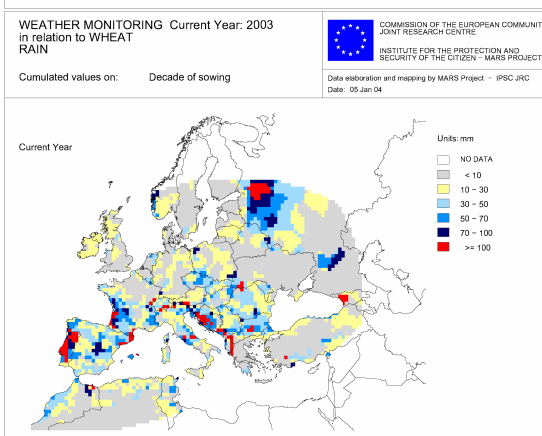 WEATHER MONITORING Current Year: 2003
in relation to WHEAT
RAIN
Cumulated values on: Decade of sowing
COMMISSION OF THE EUROPEAN COMMUNIT
JOINT RESEARCH CENTRE
INSTITUTE FOR THE PROTECTION AND
SECURITY OF THE CITIZEN - MARS PROJECT
Data elaboration and mapping by MARS Project - IPSC JRC
Date: 05 Jan 04
Current Year
Units: mm
NO DATA
< 10
10 - 30
30 - 50
50 - 70
70 - 100
>= 100